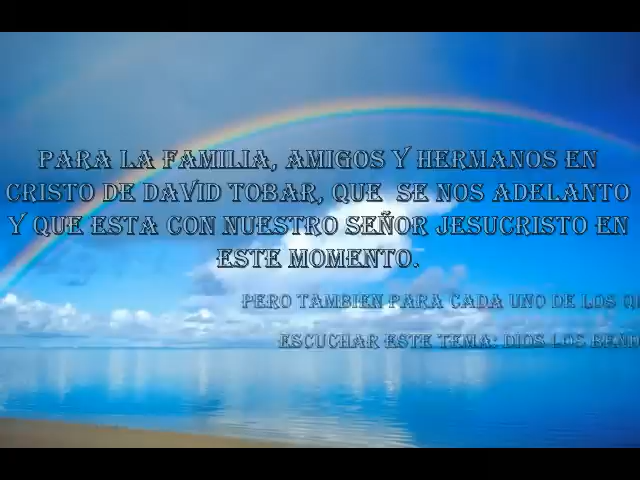 PARA LA FAMILIA, AMIGOS Y HERMANOS EN
CRISTO DE DAVID TOBAR, QUE SE NOS ADELANTO
Y QUE ESTA CON NUESTRO SEÑOR JESUCRISTO EN
ESTE MOMENTO.
PERO TAMBIEN PARA CADA UNO DE LOS
ESCUCHAR ESTE TEMA: DIOS LOS